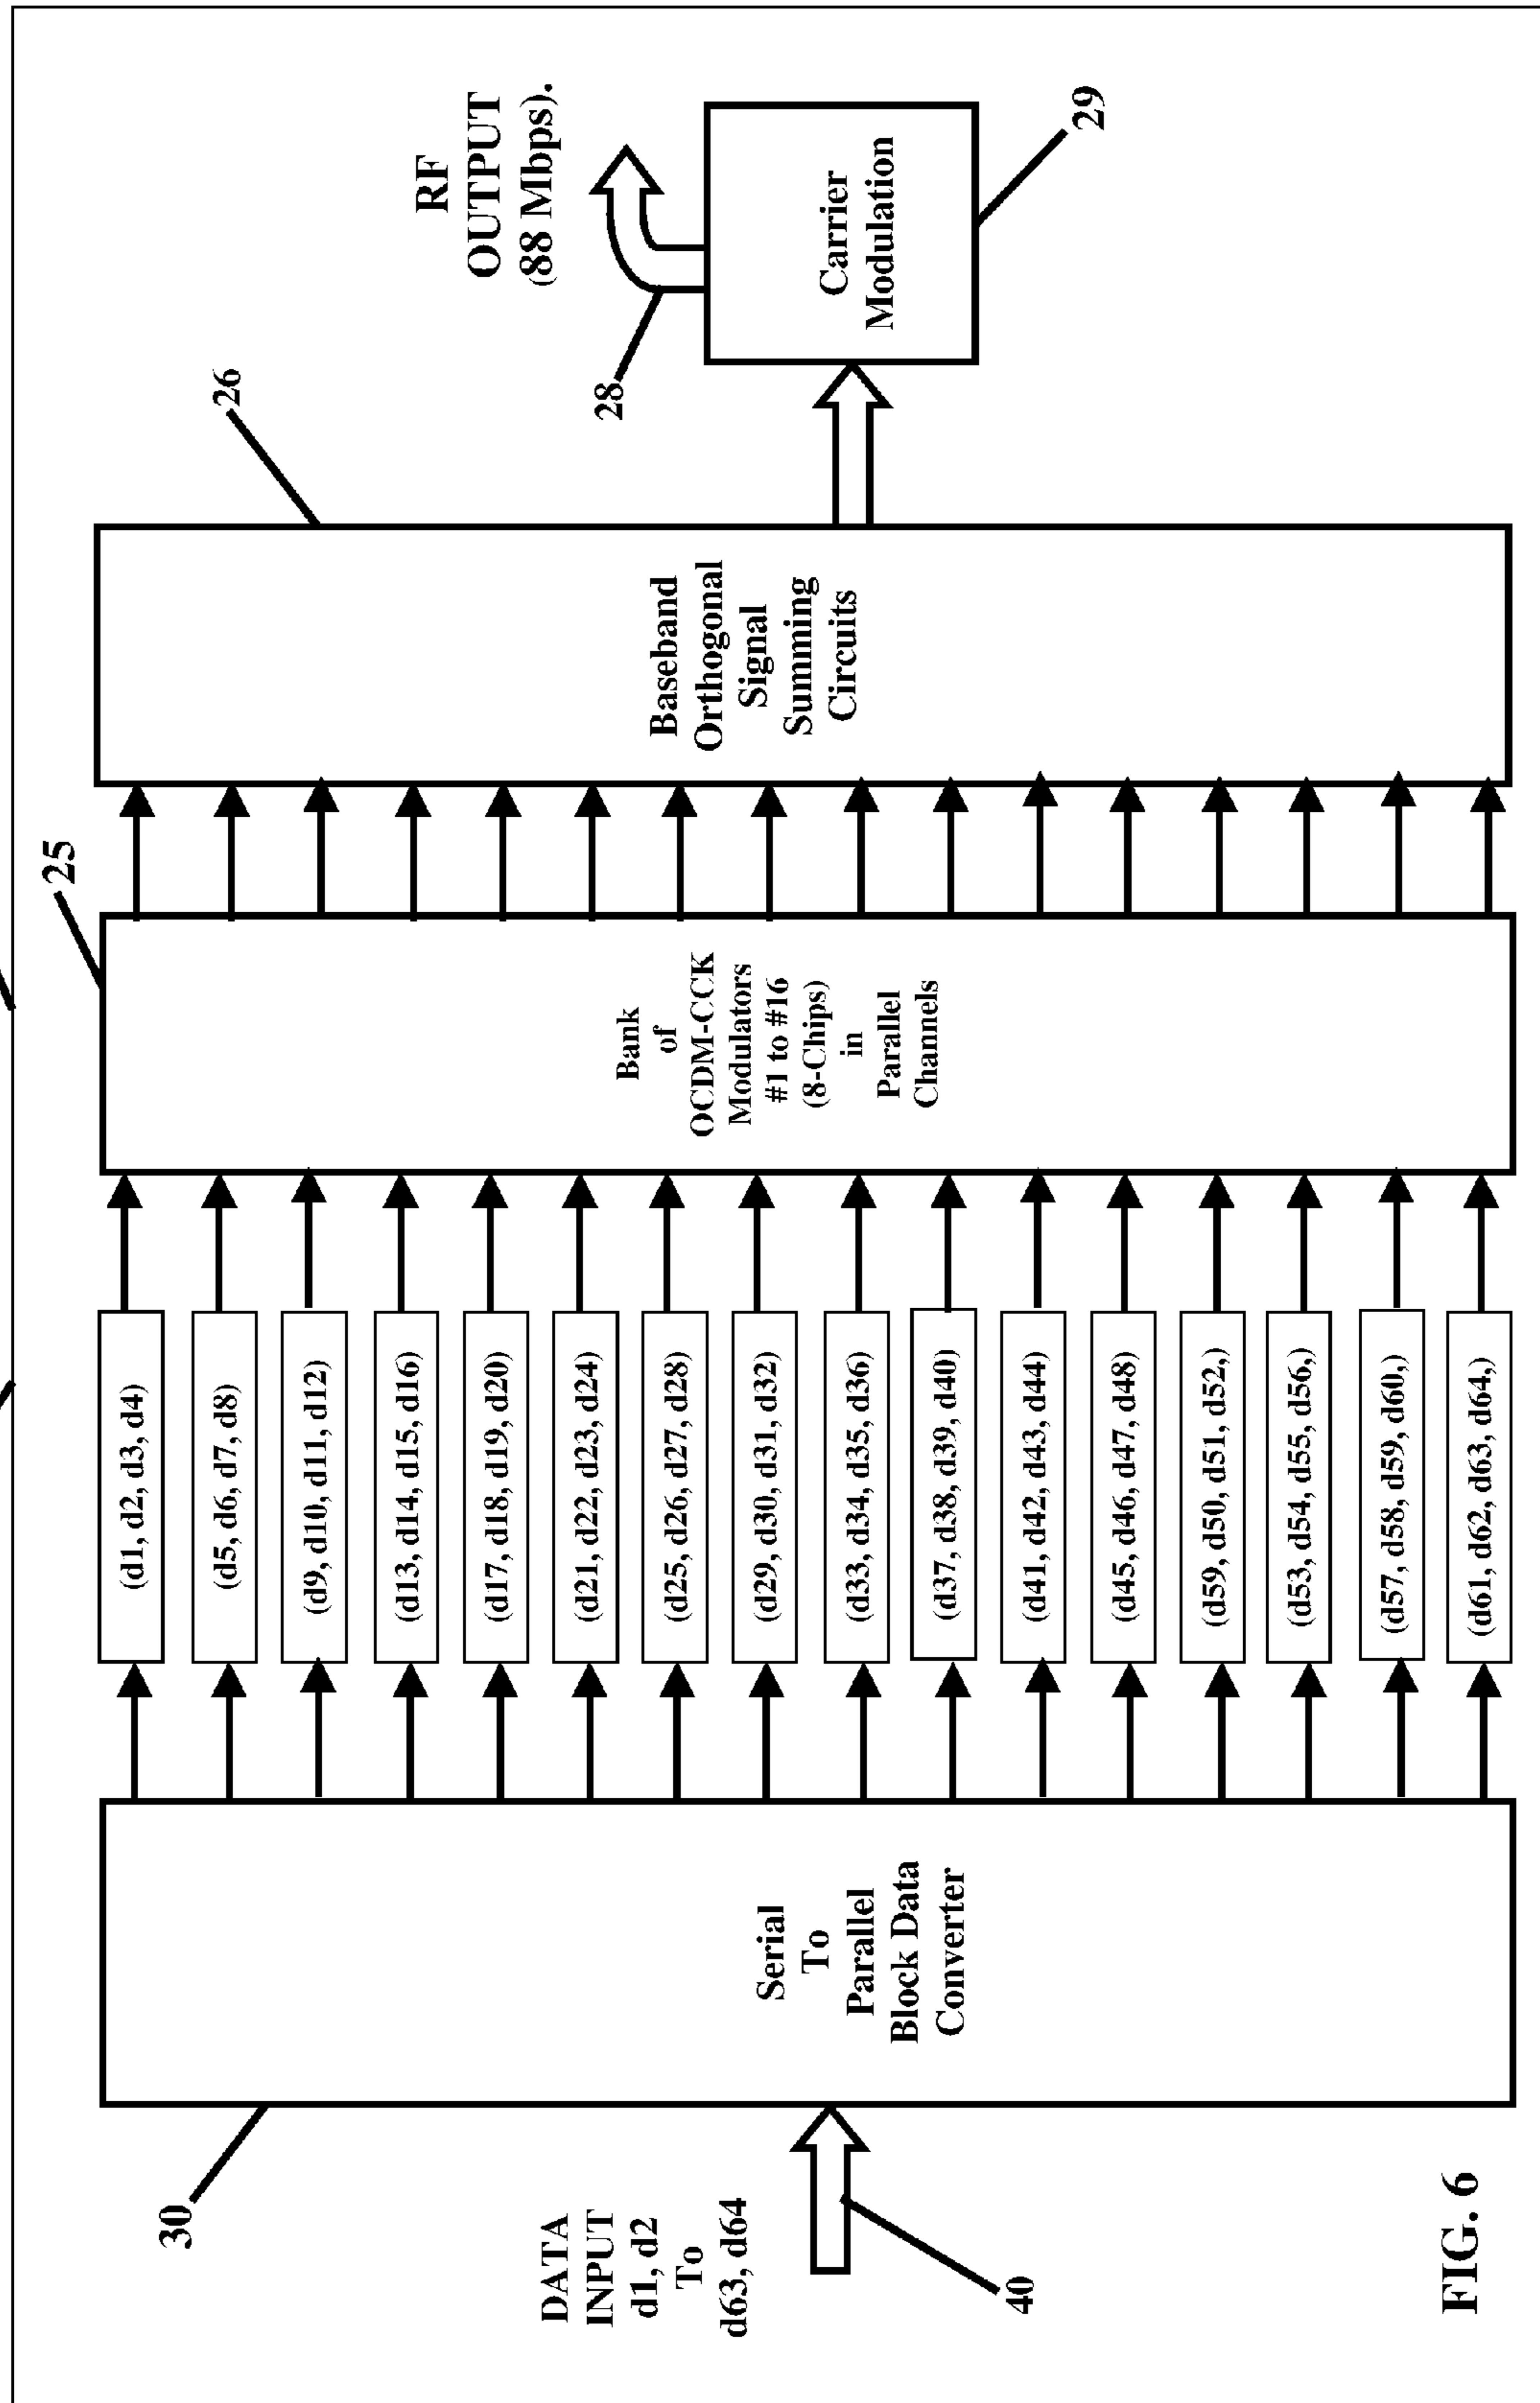 30
DATA
INPUT
d1, d2
To
d63, d64
40
Serial
To
Parallel
Block Data
Converter
(d1, d2, d3, d4)
(d5, d6, d7, d8)
(d9, d10, d11, d12)
(d13, d14, d15, d16)
(d17, d18, d19, d20)
(d21, d22, d23, d24)
(d25, d26, d27, d28)
(d29, d30, d31, d32)
(d33, d34, d35, d36)
(d37, d38, d39, d40)
(d41, d42, d43, d44)
(d45, d46, d47, d48)
(d59, d50, d51, d52,)
(d53, d54, d55, d56,)
(d57, d58, d59, d60,)
(d61, d62, d63, d64,)
25
Bank
of
OCDM-CCK
Modulators
#1 to #16
(8-Chips)
in
Parallel
Channels
26
Baseband
Orthogonal
Signal
Summing
Circuits
RF
OUTPUT
(88 Mbps).
28
Carrier
Modulation
29
FIG. 6